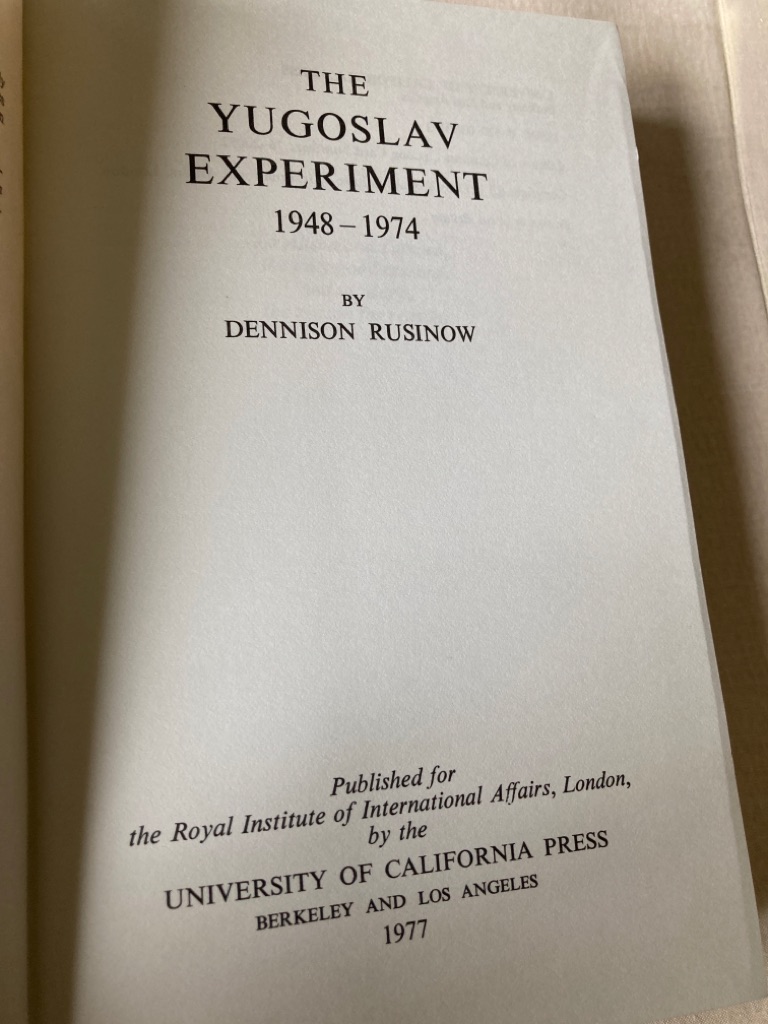 THE
YUGOSLAV
EXPERIMENT
1948–1974
BY
DENNISON RUSINOW
Published for
the Royal Institute of International Affairs, London,
by the
UNIVERSITY OF CALIFORNIA PRESS
BERKELEY AND LOS ANGELES
1977